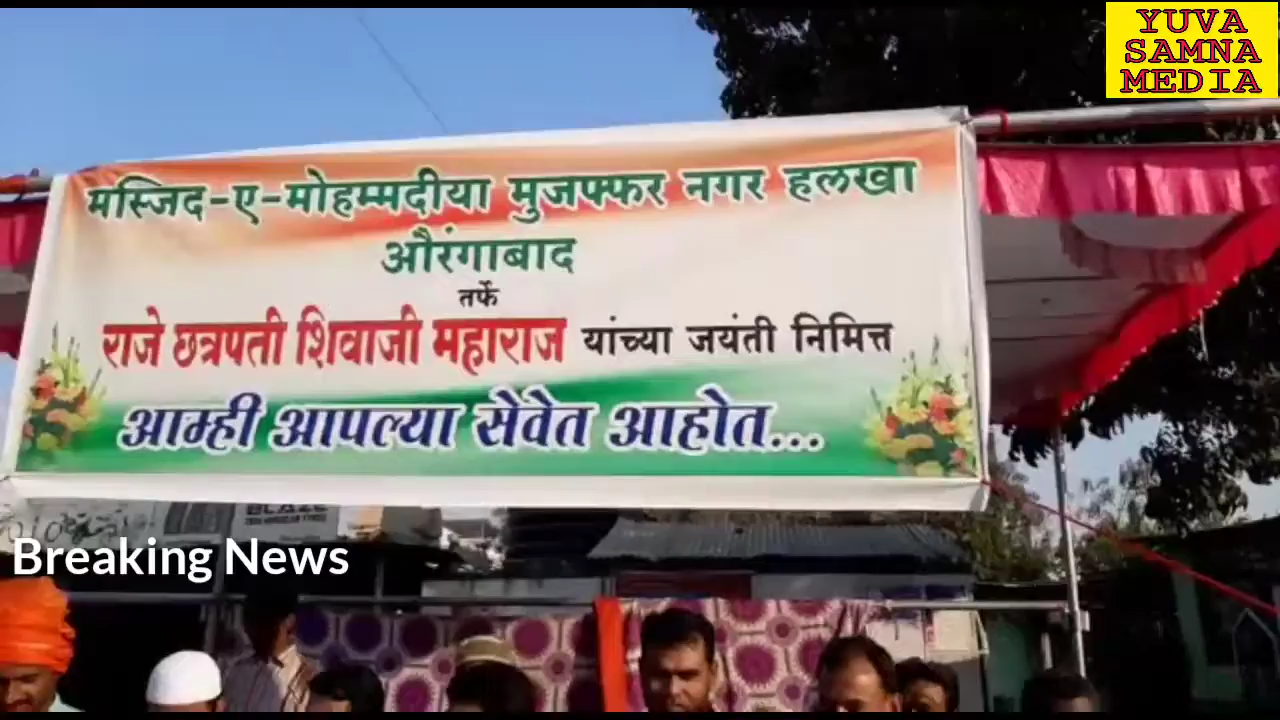 YUVA
SAMNA
MEDIA
मस्जिद-ए-मोहम्मदीया मुजफ्फर नगर हलखा
औरंगाबाद
तर्फे
राजे छत्रपती शिवाजी महाराज यांच्या जयंती निमित्त
आम्ही आपल्या सेवेत आहोत...
BLAZE
Breaking News